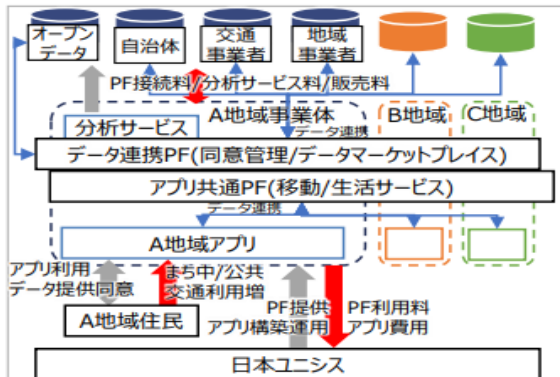 オープン
データ
自治体
交通
事業者
地域
事業者
PF接続料/分析サービス料/販売料
A地域事業体
B地域
C地域
分析サービス
データ連携
データ連携PF(同意管理/データマーケットプレイス)
アプリ共通PF(移動/生活サービス)
データ連携
A地域アプリ
アプリ利用
データ提供同意
まち中/公共
交通利用増
A地域住民
PF提供
アプリ構築運用
PF利用料
アプリ費用
日本ユニシス